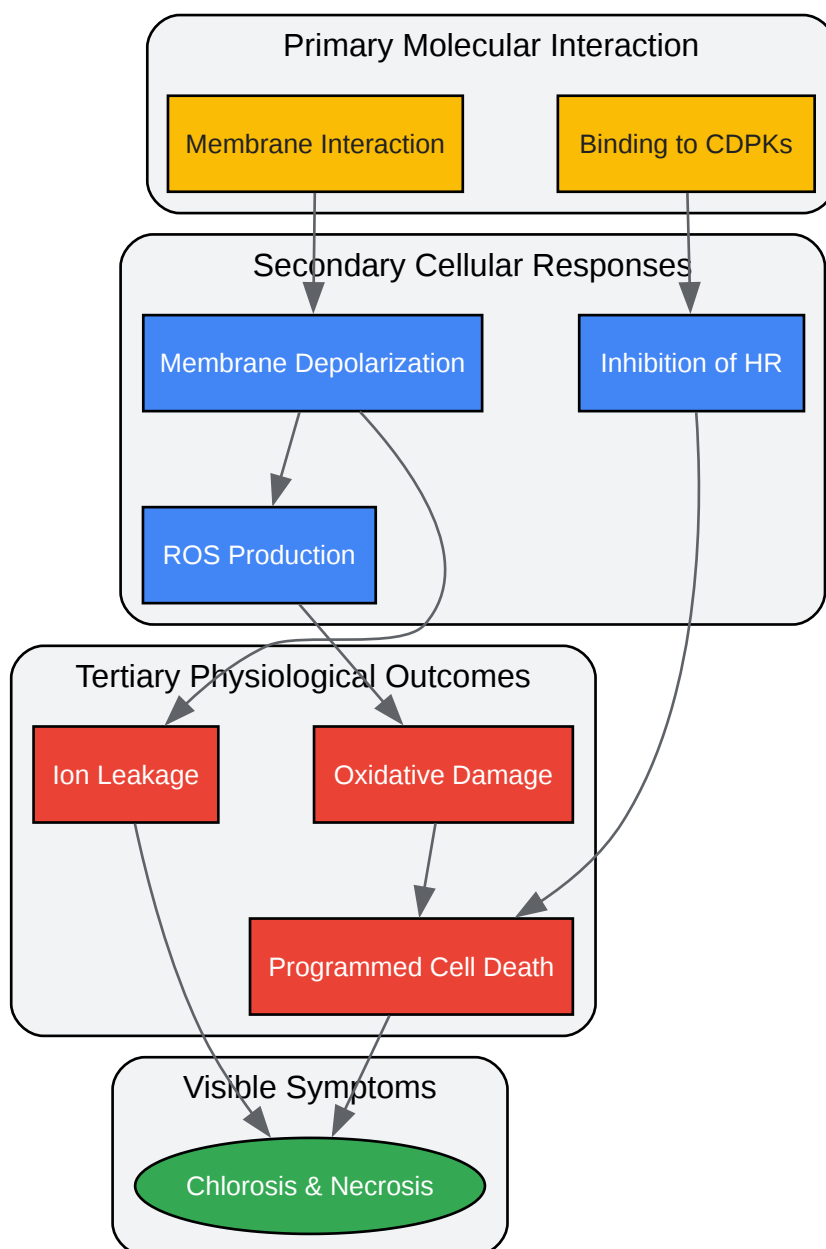 Primary Molecular Interaction
Membrane Interaction
Binding to CDPKs
Secondary Cellular Responses
Membrane Depolarization
Inhibition of HR
ROS Production
Tertiary Physiological Outcomes
Ion Leakage
Oxidative Damage
Programmed Cell Death
Visible Symptoms
Chlorosis & Necrosis